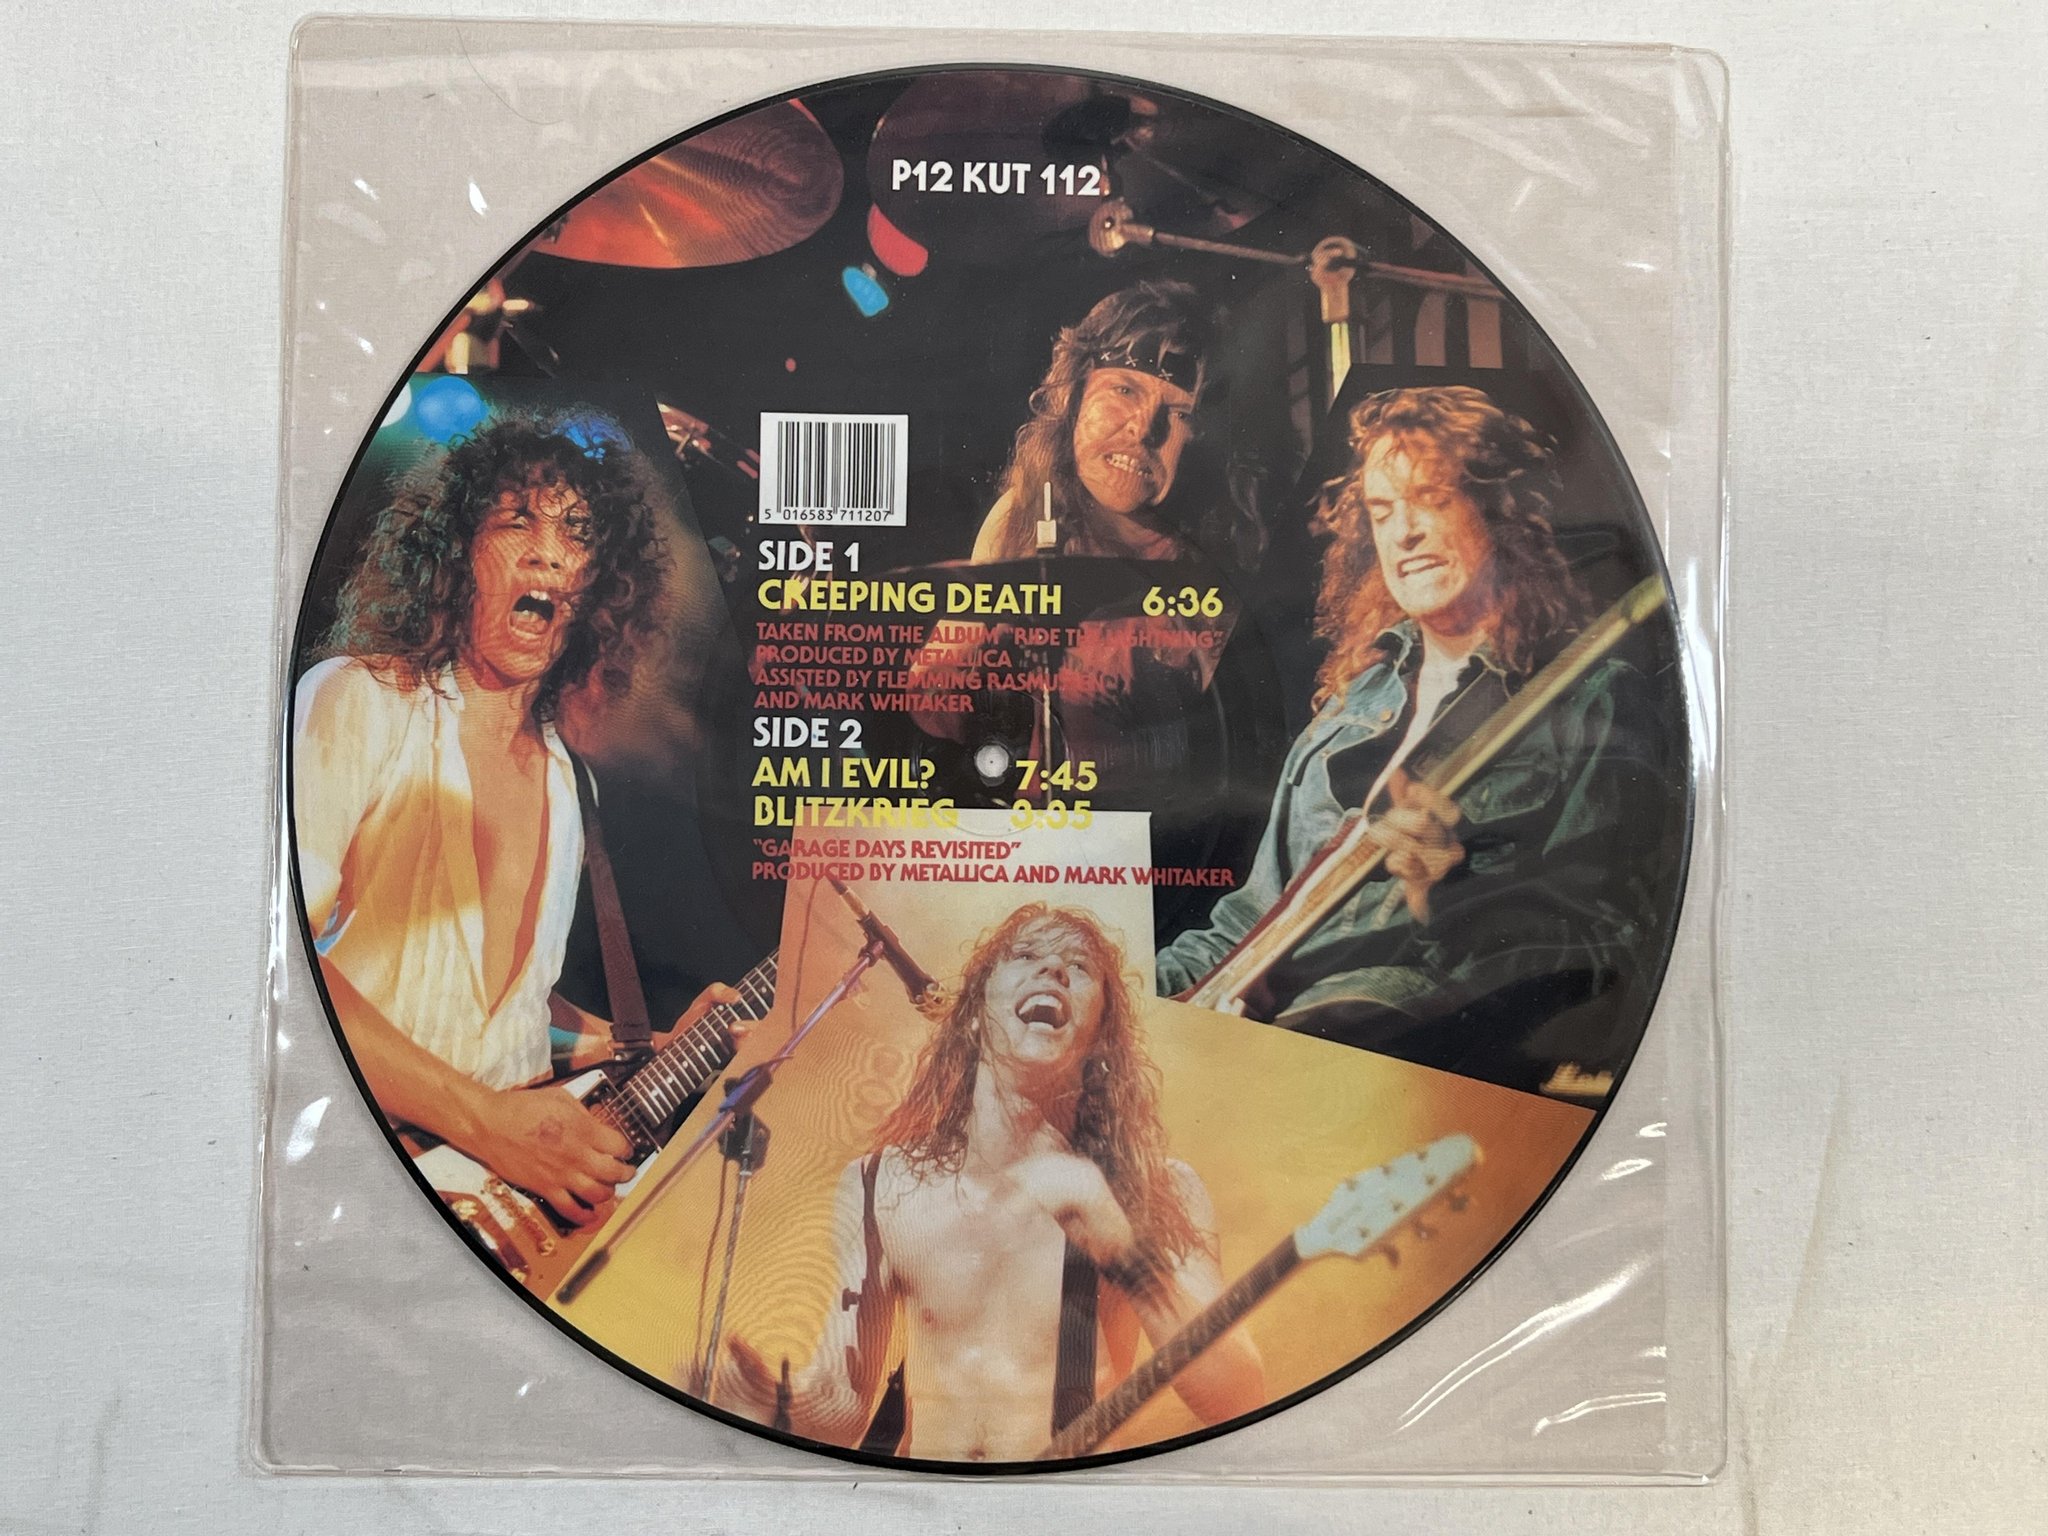 P12 KUT 112
5 016583 711207
SIDE 1
CREEPING DEATH 6:36
TAKEN FROM THE ALBUM "RIDE THE LIGHTNING"
PRODUCED BY METALLICA
ASSISTED BY FLEMMING RASMUSSEN
AND MARK WHITAKER
SIDE 2
AM I EVIL? 7:45
BLITZKRIEG 3:35
"GARAGE DAYS REVISITED"
PRODUCED BY METALLICA AND MARK WHITAKER